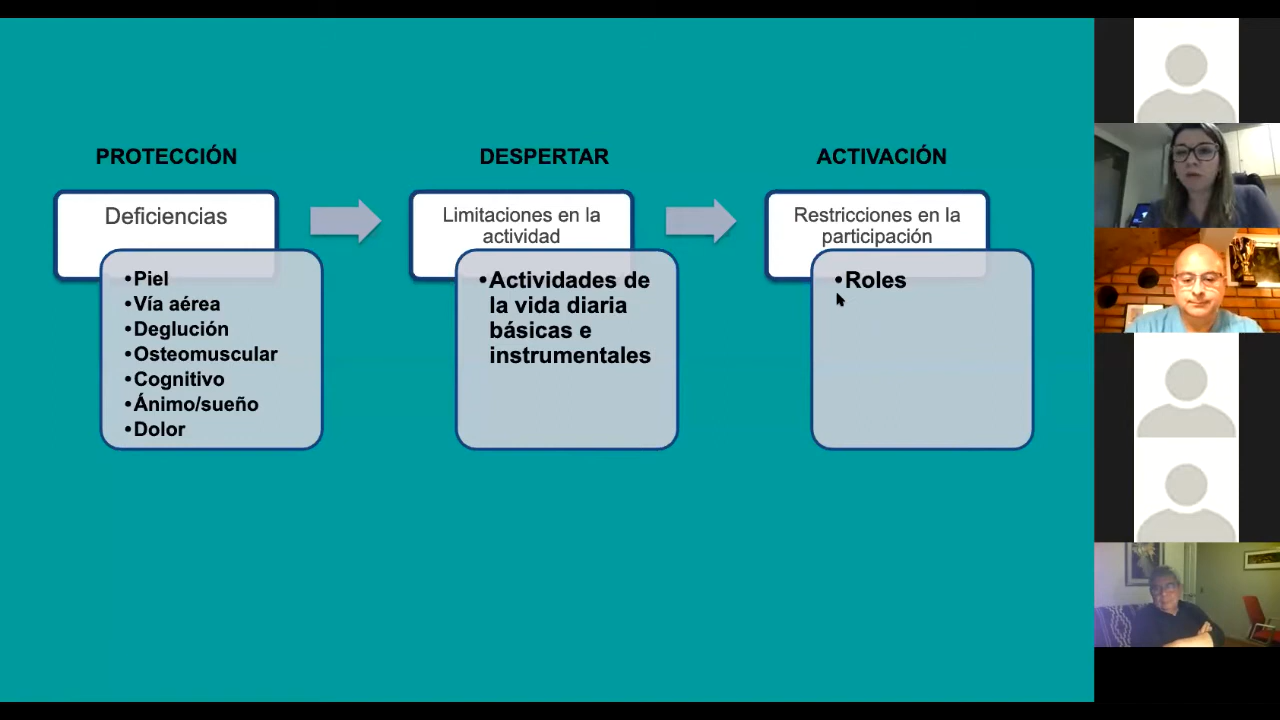 PROTECCIÓN
Deficiencias
•Piel
•Vía aérea
•Deglución
•Osteomuscular
•Cognitivo
•Ánimo/sueño
•Dolor
DESPERTAR
Limitaciones en la
actividad
•Actividades de
la vida diaria
básicas e
instrumentales
ACTIVACIÓN
Restricciones en la
participación
•Roles